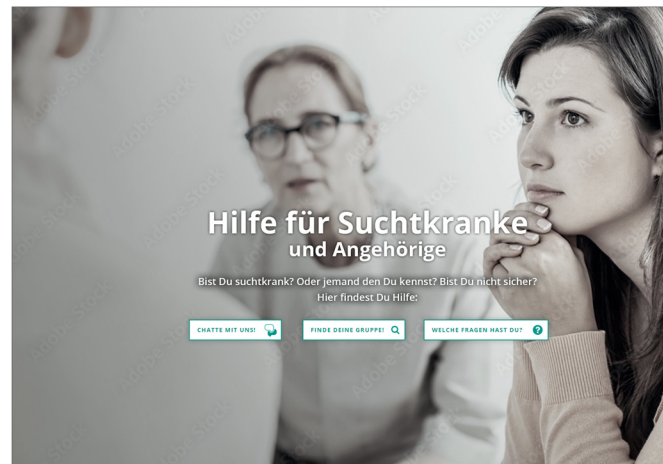 Hilfe für Suchtkranke
und Angehörige
Bist Du suchtkrank? Oder jemand den Du kennst? Bist Du nicht sicher?
Hier findest Du Hilfe:
CHATTE MIT UNS!
FINDE DEINE GRUPPE!
WELCHE FRAGEN HAST DU?